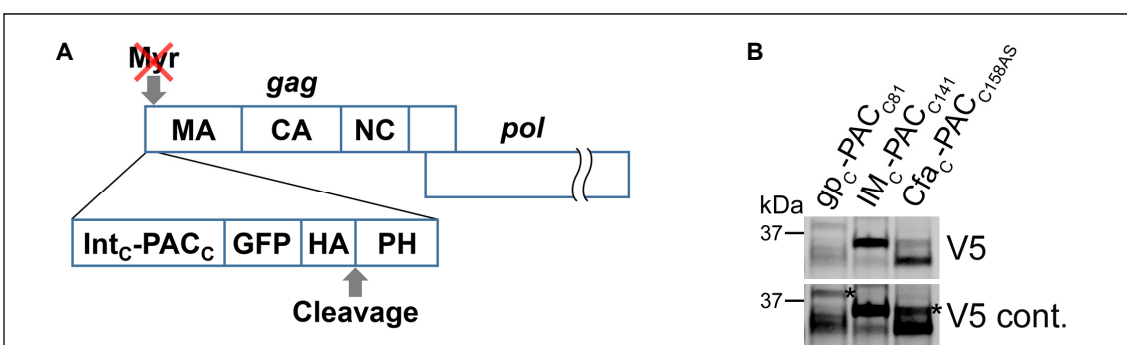 A
Myr
gag
MA CA NC
pol
IntC-PACC GFP HA PH
Cleavage
B
gpC-PACC81
IMC-PACC141
CfaC-PACC158AS
kDa
37
V5
37
* * V5 cont.